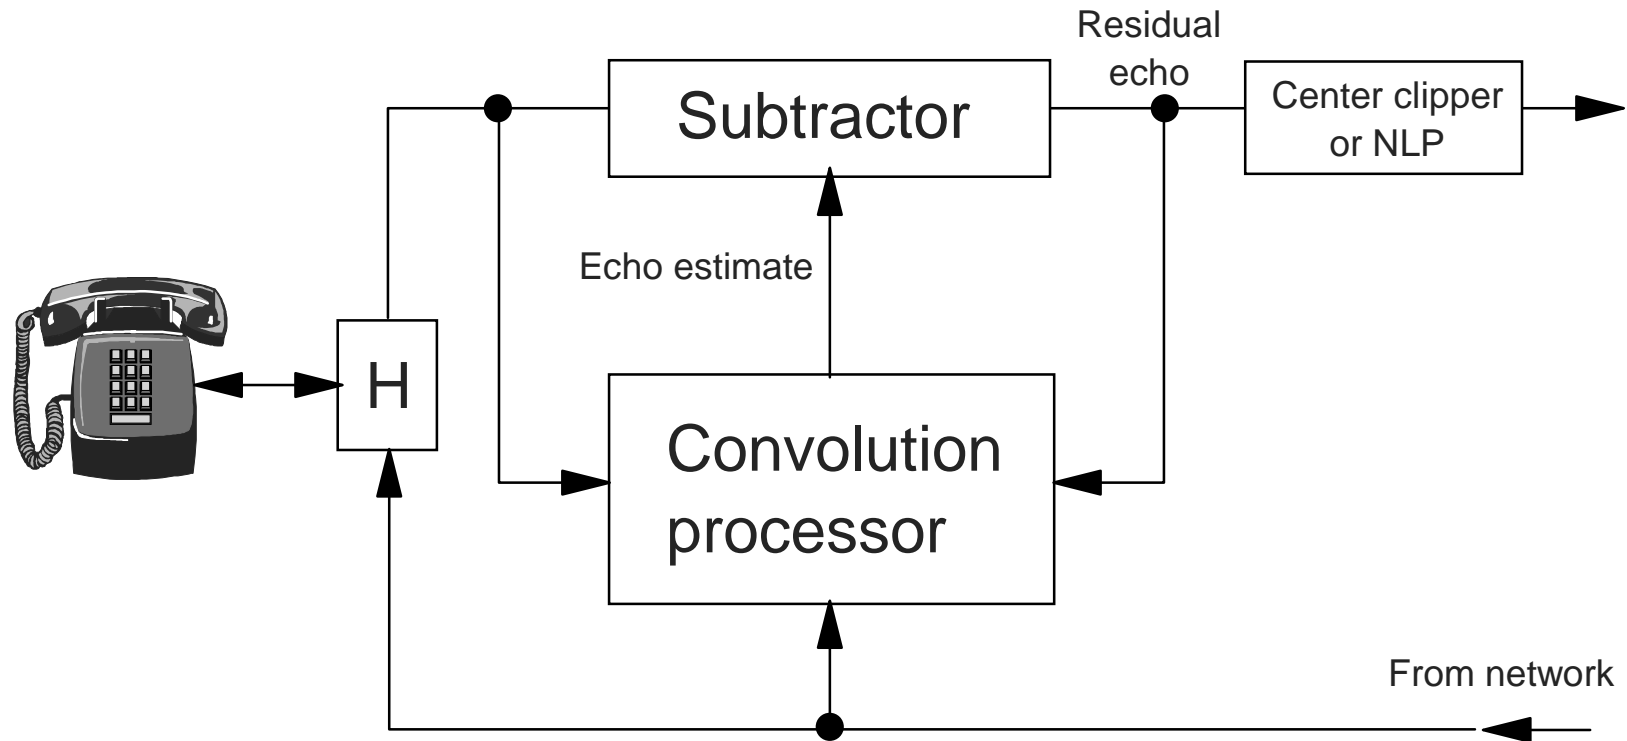 Residual
echo
Subtractor
Center clipper
or NLP
Echo estimate
H
Convolution
processor
From network